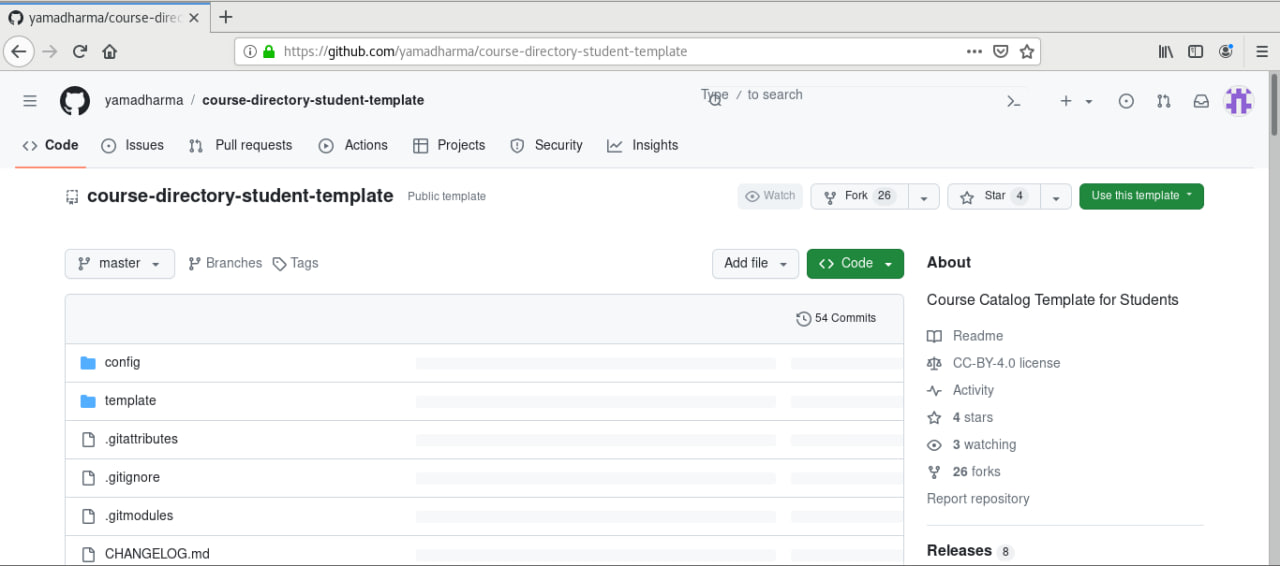 yamadharma/course-direc
https://github.com/yamadharma/course-directory-student-template
yamadharma / course-directory-student-template
Type / to search
Code
Issues
Pull requests
Actions
Projects
Security
Insights
course-directory-student-template
Public template
Watch
Fork 26
Star 4
Use this template
master
Branches
Tags
Add file
Code
About
Course Catalog Template for Students
54 Commits
Readme
config
CC-BY-4.0 license
Activity
template
4 stars
.gitattributes
3 watching
26 forks
.gitignore
Report repository
.gitmodules
Releases 8
CHANGELOG.md